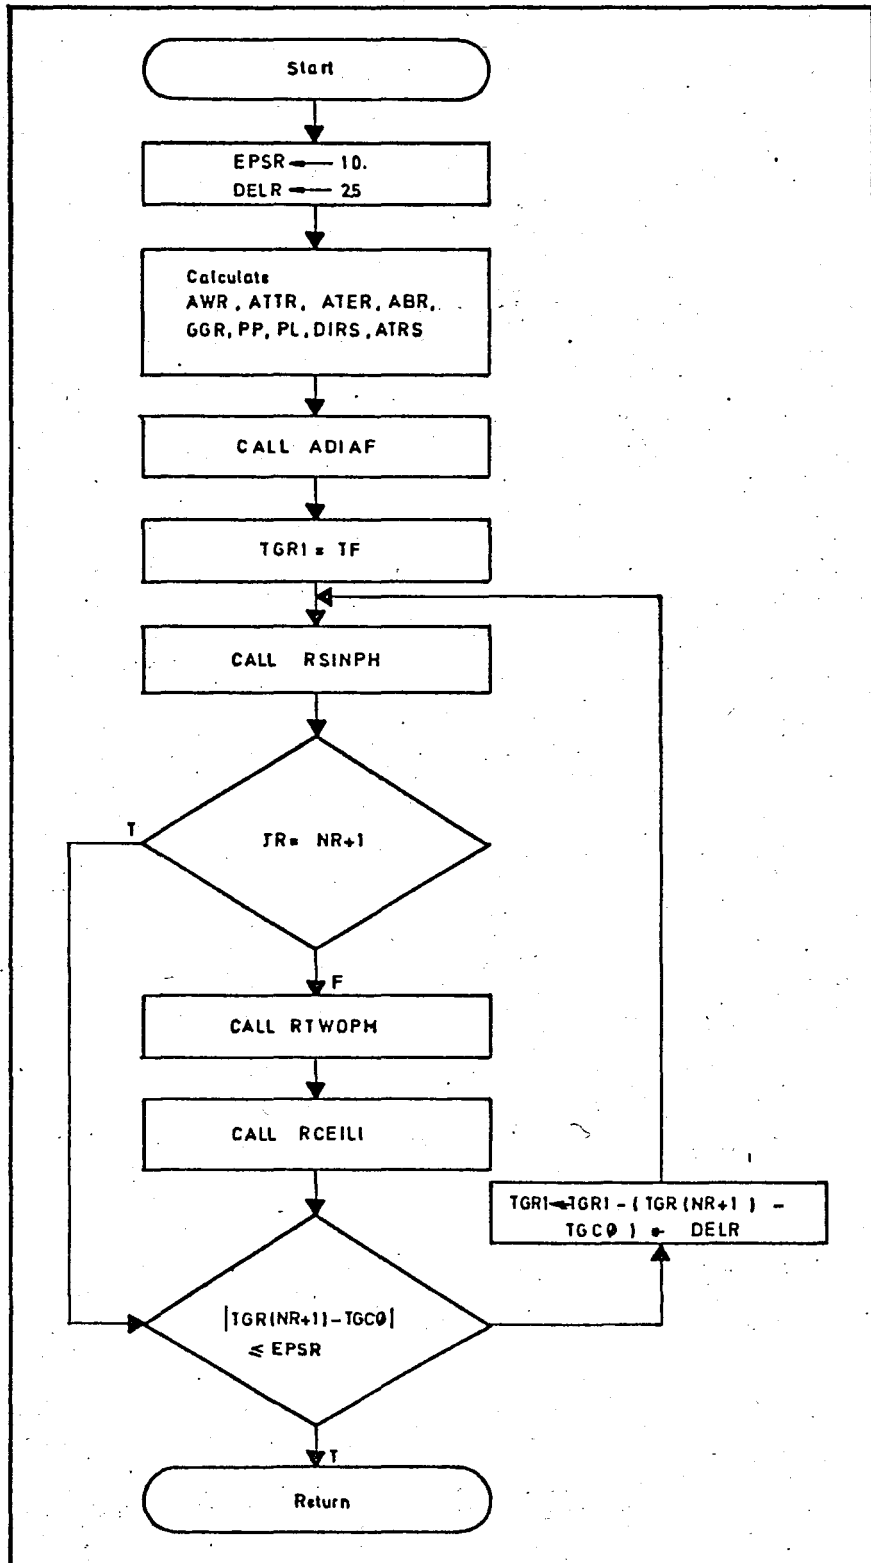 Start
EPSR ← 10.
DELR ← 25
Calculate
AWR, ATTR, ATER, ABR,
GGR, PP, PL, DIRS, ATRS
CALL ADIAF
TGR1 = TF
CALL RSINPH
T
JR= NR+1
F
CALL RTWOPH
CALL RCEILI
TGR1←TGR1-(TGR(NR+1) -
TGC0) * DELR
|TGR(NR+1)-TGC0|
≤ EPSR
T
Return